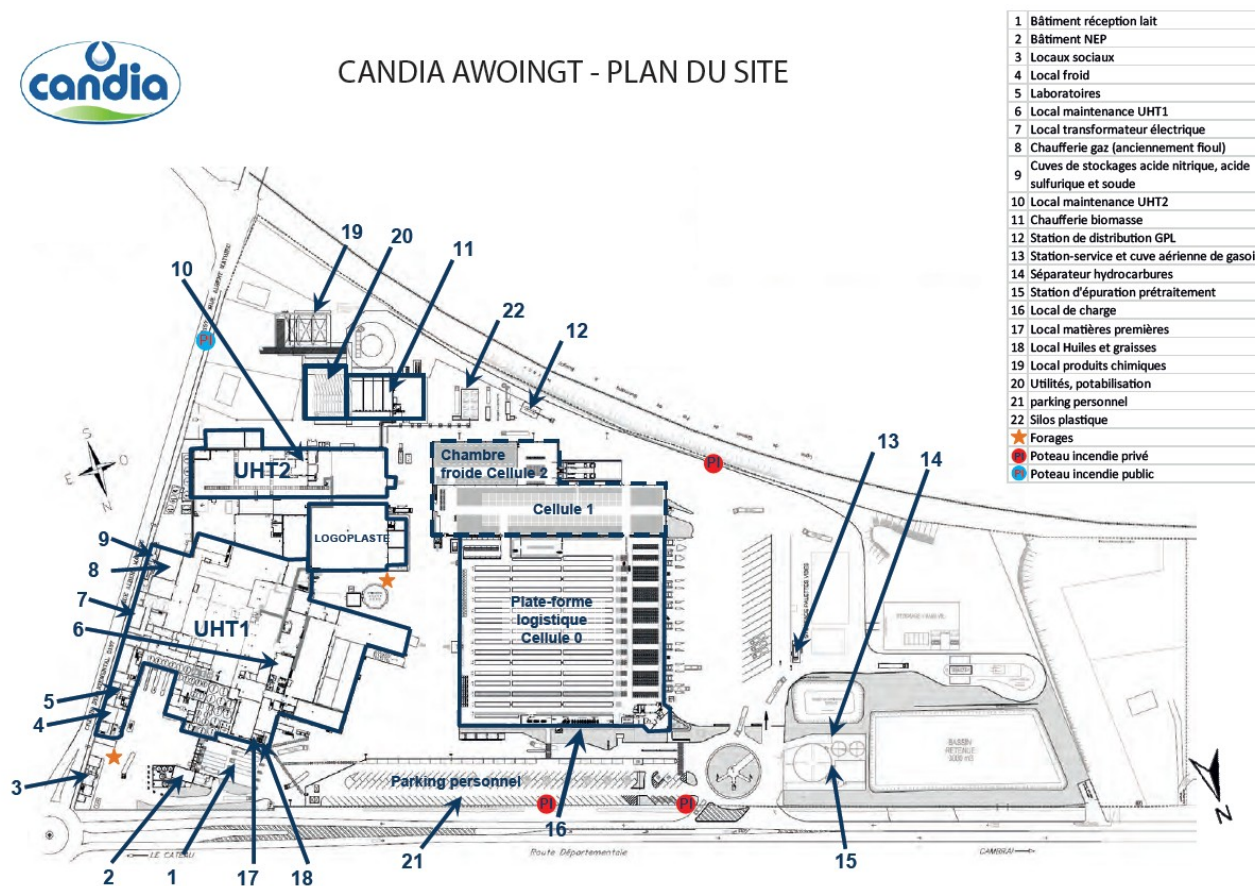 candia
CANDIA AWOINGT - PLAN DU SITE
1 Bâtiment réception lait
2 Bâtiment NEP
3 Locaux sociaux
4 Local froid
5 Laboratoires
6 Local maintenance UHT1
7 Local transformateur électrique
8 Chaufferie gaz (anciennement fioul)
9 Cuves de stockages acide nitrique, acide
sulfurique et soude
10 Local maintenance UHT2
11 Chaufferie biomasse
12 Station de distribution GPL
13 Station-service et cuve aérienne de gasoi
14 Séparateur hydrocarbures
15 Station d'épuration prétraitement
16 Local de charge
17 Local matières premières
18 Local Huiles et graisses
19 Local produits chimiques
20 Utilités, potabilisation
21 parking personnel
22 Silos plastique
Forages
PI Poteau incendie privé
PI Poteau incendie public
19
20
11
10
22
12
PI
S
O
E
N
UHT2
Chambre
froide Cellule 2
PI
13
14
Cellule 1
LOGOPLASTE
9
8
7
6
UHT1
Plate-forme
logistique
Cellule 0
5
4
3
BASSIN
RETENUE
Parking personnel
PI
PI
N
2
1
17
18
21
16
15
LE CATEAU
Route Départementale
CAMBRAI